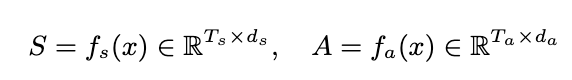 S = f_s(x) ∈ ℝ^{T_s×d_s},   A = f_a(x) ∈ ℝ^{T_a×d_a}